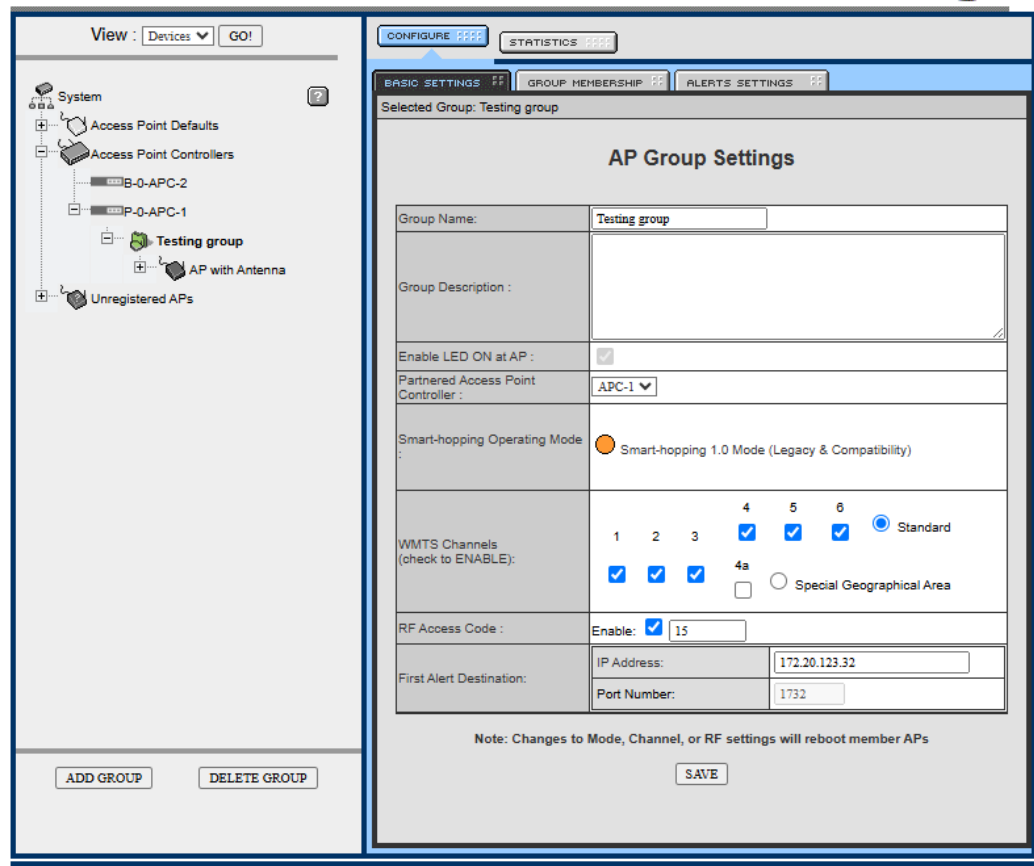 View : Devices GO!
System ?
Access Point Defaults
Access Point Controllers
B-0-APC-2
P-0-APC-1
Testing group
AP with Antenna
Unregistered APs
ADD GROUP DELETE GROUP
CONFIGURE STATISTICS
BASIC SETTINGS GROUP MEMBERSHIP ALERTS SETTINGS
Selected Group: Testing group
AP Group Settings
Group Name: Testing group
Group Description :
Enable LED ON at AP :
Partnered Access Point
Controller : APC-1
Smart-hopping Operating Mode
: Smart-hopping 1.0 Mode (Legacy & Compatibility)
WMTS Channels
(check to ENABLE):
4 5 6 Standard
1 2 3
4a Special Geographical Area
RF Access Code : Enable: 15
First Alert Destination:
IP Address: 172.20.123.32
Port Number: 1732
Note: Changes to Mode, Channel, or RF settings will reboot member APs
SAVE